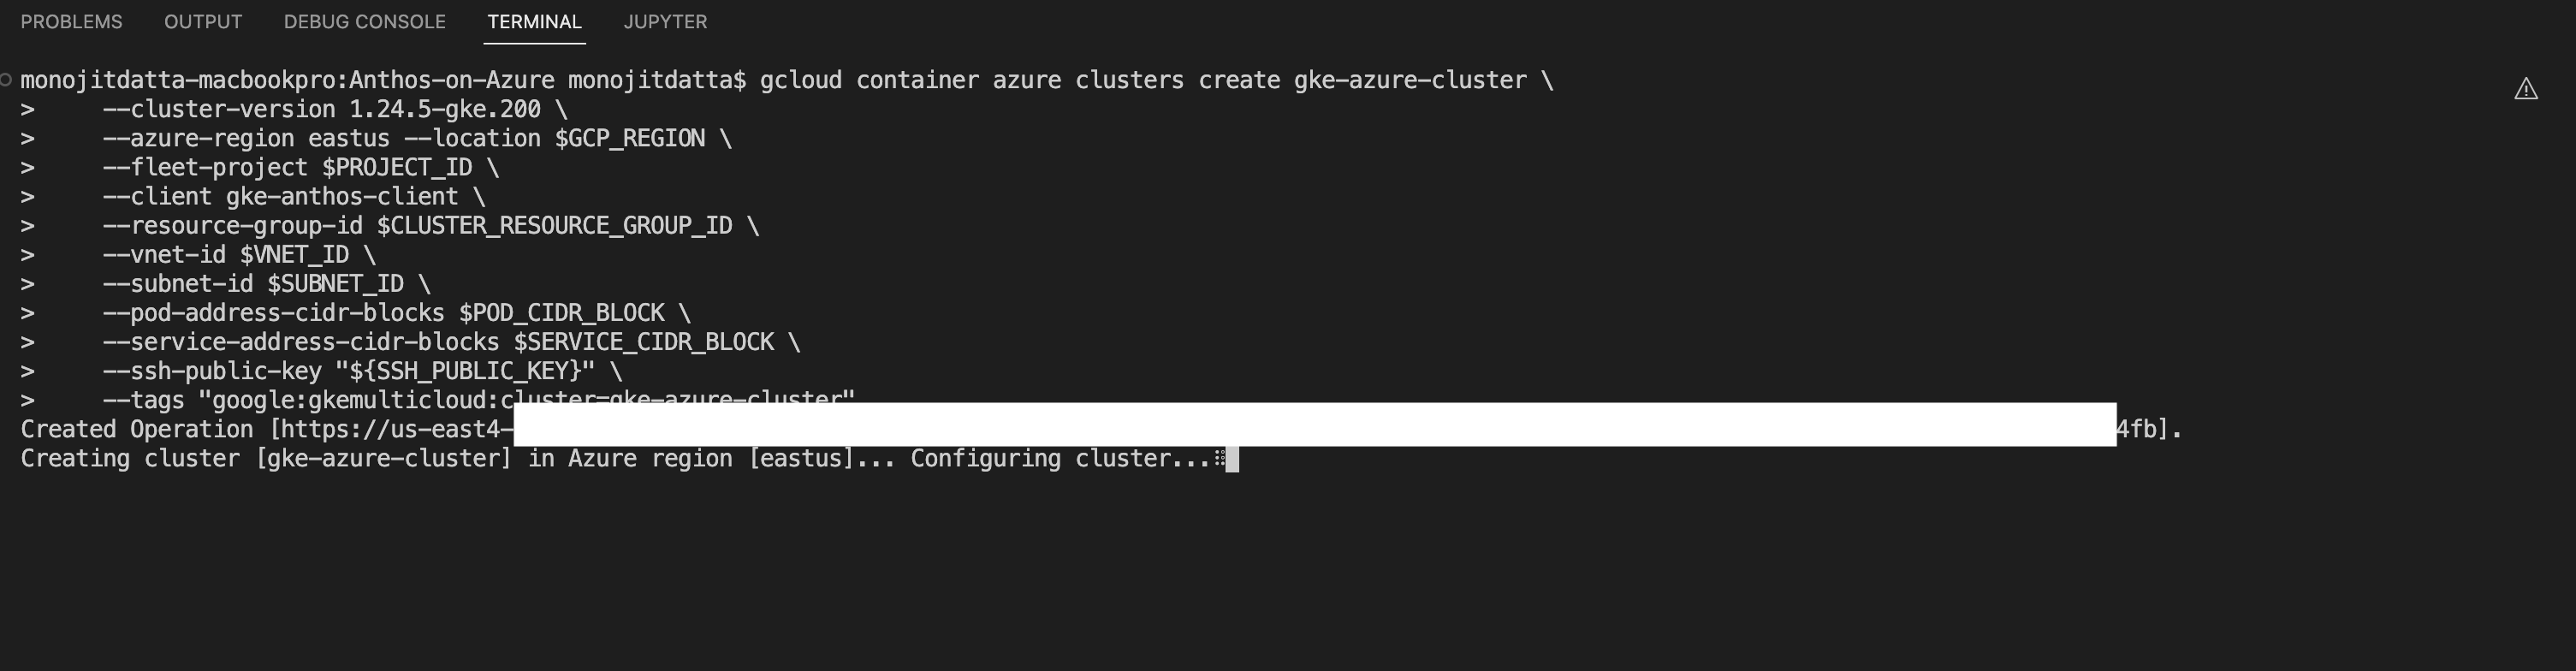 PROBLEMS OUTPUT DEBUG CONSOLE TERMINAL JUPYTER
monojitdatta-macbookpro:Anthos-on-Azure monojitdatta$ gcloud container azure clusters create gke-azure-cluster \
> --cluster-version 1.24.5-gke.200 \
> --azure-region eastus --location $GCP_REGION \
> --fleet-project $PROJECT_ID \
> --client gke-anthos-client \
> --resource-group-id $CLUSTER_RESOURCE_GROUP_ID \
> --vnet-id $VNET_ID \
> --subnet-id $SUBNET_ID \
> --pod-address-cidr-blocks $POD_CIDR_BLOCK \
> --service-address-cidr-blocks $SERVICE_CIDR_BLOCK \
> --ssh-public-key "${SSH_PUBLIC_KEY}" \
> --tags "google:gkemulticloud:cluster=gke-azure-cluster"
Created Operation [https://us-east4- 4fb].
Creating cluster [gke-azure-cluster] in Azure region [eastus]... Configuring cluster...